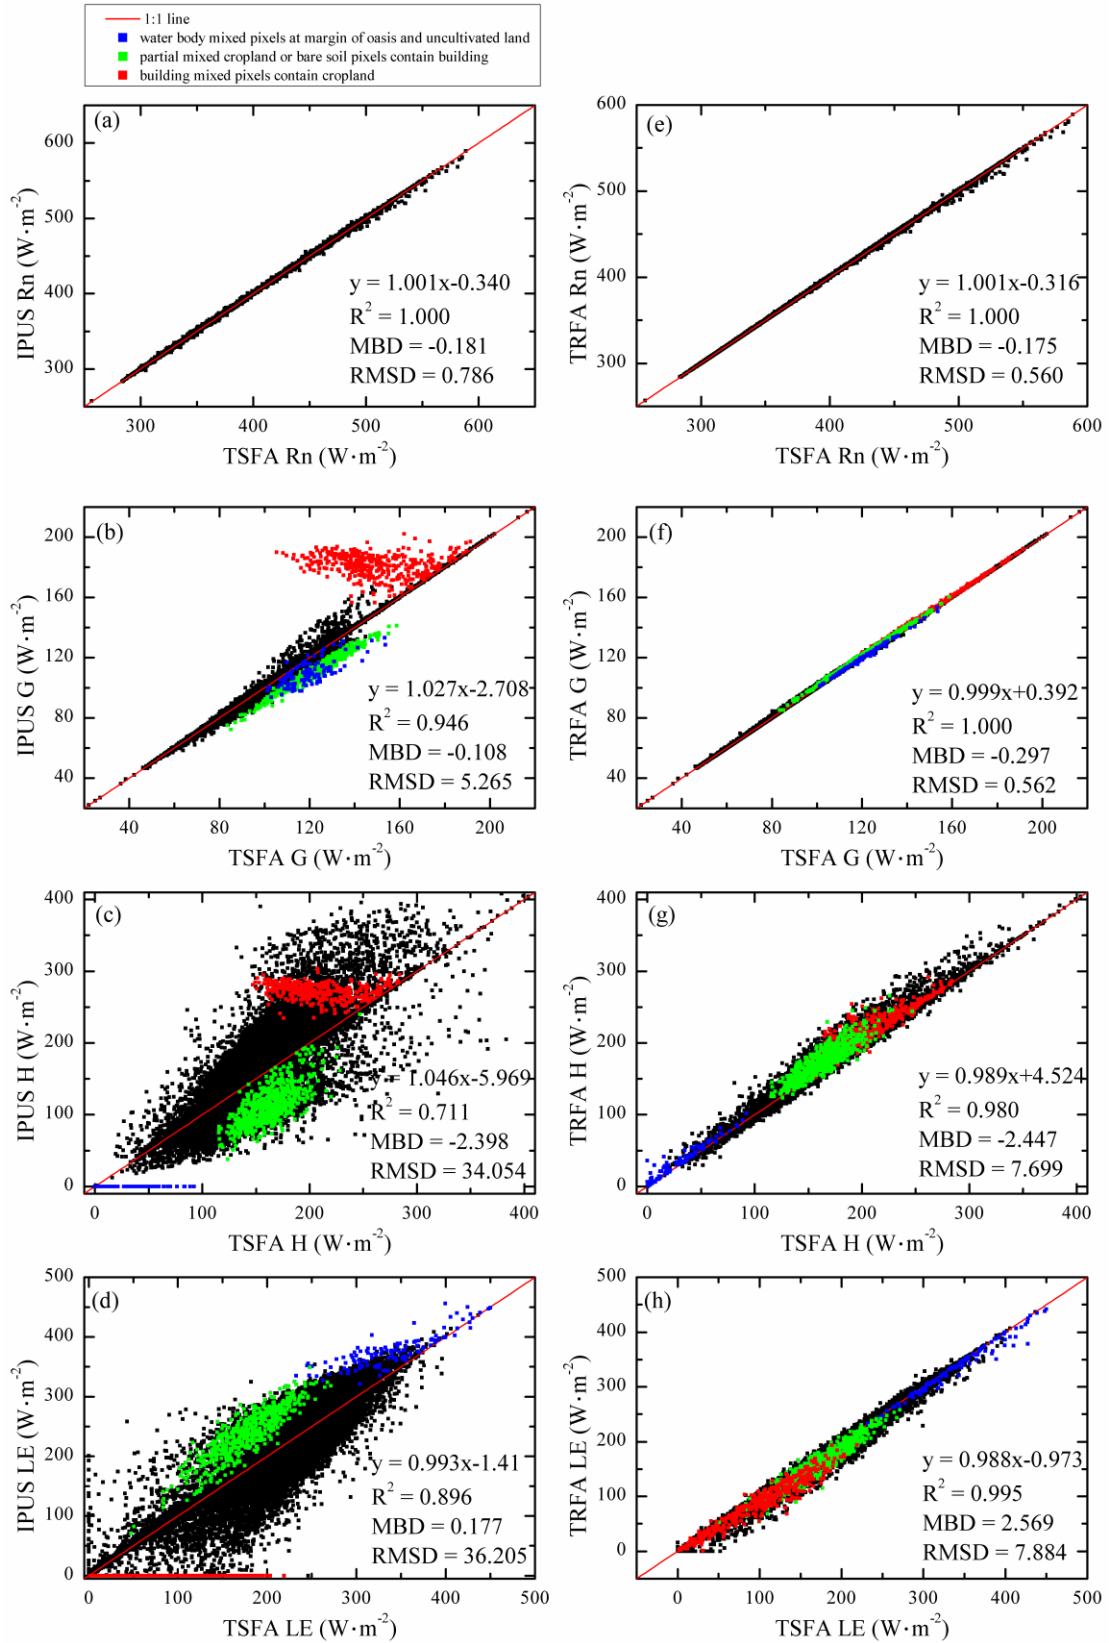 1:1 line
water body mixed pixels at margin of oasis and uncultivated land
partial mixed cropland or bare soil pixels contain building
building mixed pixels contain cropland
(a)
600
500
400
300
IPUS Rn (W·m⁻²)
y = 1.001x-0.340
R² = 1.000
MBD = -0.181
RMSD = 0.786
300 400 500 600
TSFA Rn (W·m⁻²)
(e)
600
500
400
300
TRFA Rn (W·m⁻²)
y = 1.001x-0.316
R² = 1.000
MBD = -0.175
RMSD = 0.560
300 400 500 600
TSFA Rn (W·m⁻²)
(b)
200
160
120
80
40
IPUS G (W·m⁻²)
y = 1.027x-2.708
R² = 0.946
MBD = -0.108
RMSD = 5.265
40 80 120 160 200
TSFA G (W·m⁻²)
(f)
200
160
120
80
40
TRFA G (W·m⁻²)
y = 0.999x+0.392
R² = 1.000
MBD = -0.297
RMSD = 0.562
40 80 120 160 200
TSFA G (W·m⁻²)
(c)
400
300
200
100
0
IPUS H (W·m⁻²)
y = 1.046x-5.969
R² = 0.711
MBD = -2.398
RMSD = 34.054
0 100 200 300 400
TSFA H (W·m⁻²)
(g)
400
300
200
100
0
TRFA H (W·m⁻²)
y = 0.989x+4.524
R² = 0.980
MBD = -2.447
RMSD = 7.699
0 100 200 300 400
TSFA H (W·m⁻²)
(d)
500
400
300
200
100
0
IPUS LE (W·m⁻²)
y = 0.993x-1.41
R² = 0.896
MBD = 0.177
RMSD = 36.205
0 100 200 300 400 500
TSFA LE (W·m⁻²)
(h)
500
400
300
200
100
0
TRFA LE (W·m⁻²)
y = 0.988x-0.973
R² = 0.995
MBD = 2.569
RMSD = 7.884
0 100 200 300 400 500
TSFA LE (W·m⁻²)